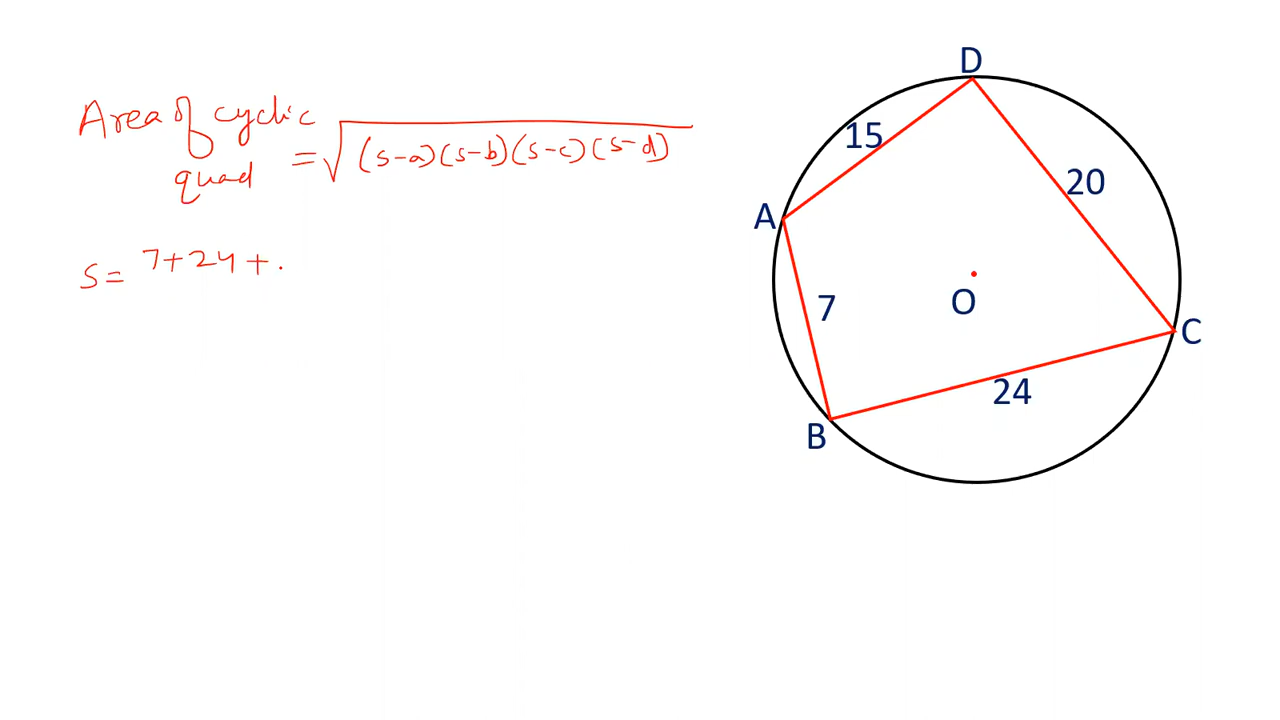 Area of cyclic
quad = √(s-a)(s-b)(s-c)(s-d)
S = 7+24+.
D
15
20
A
7
O
C
24
B